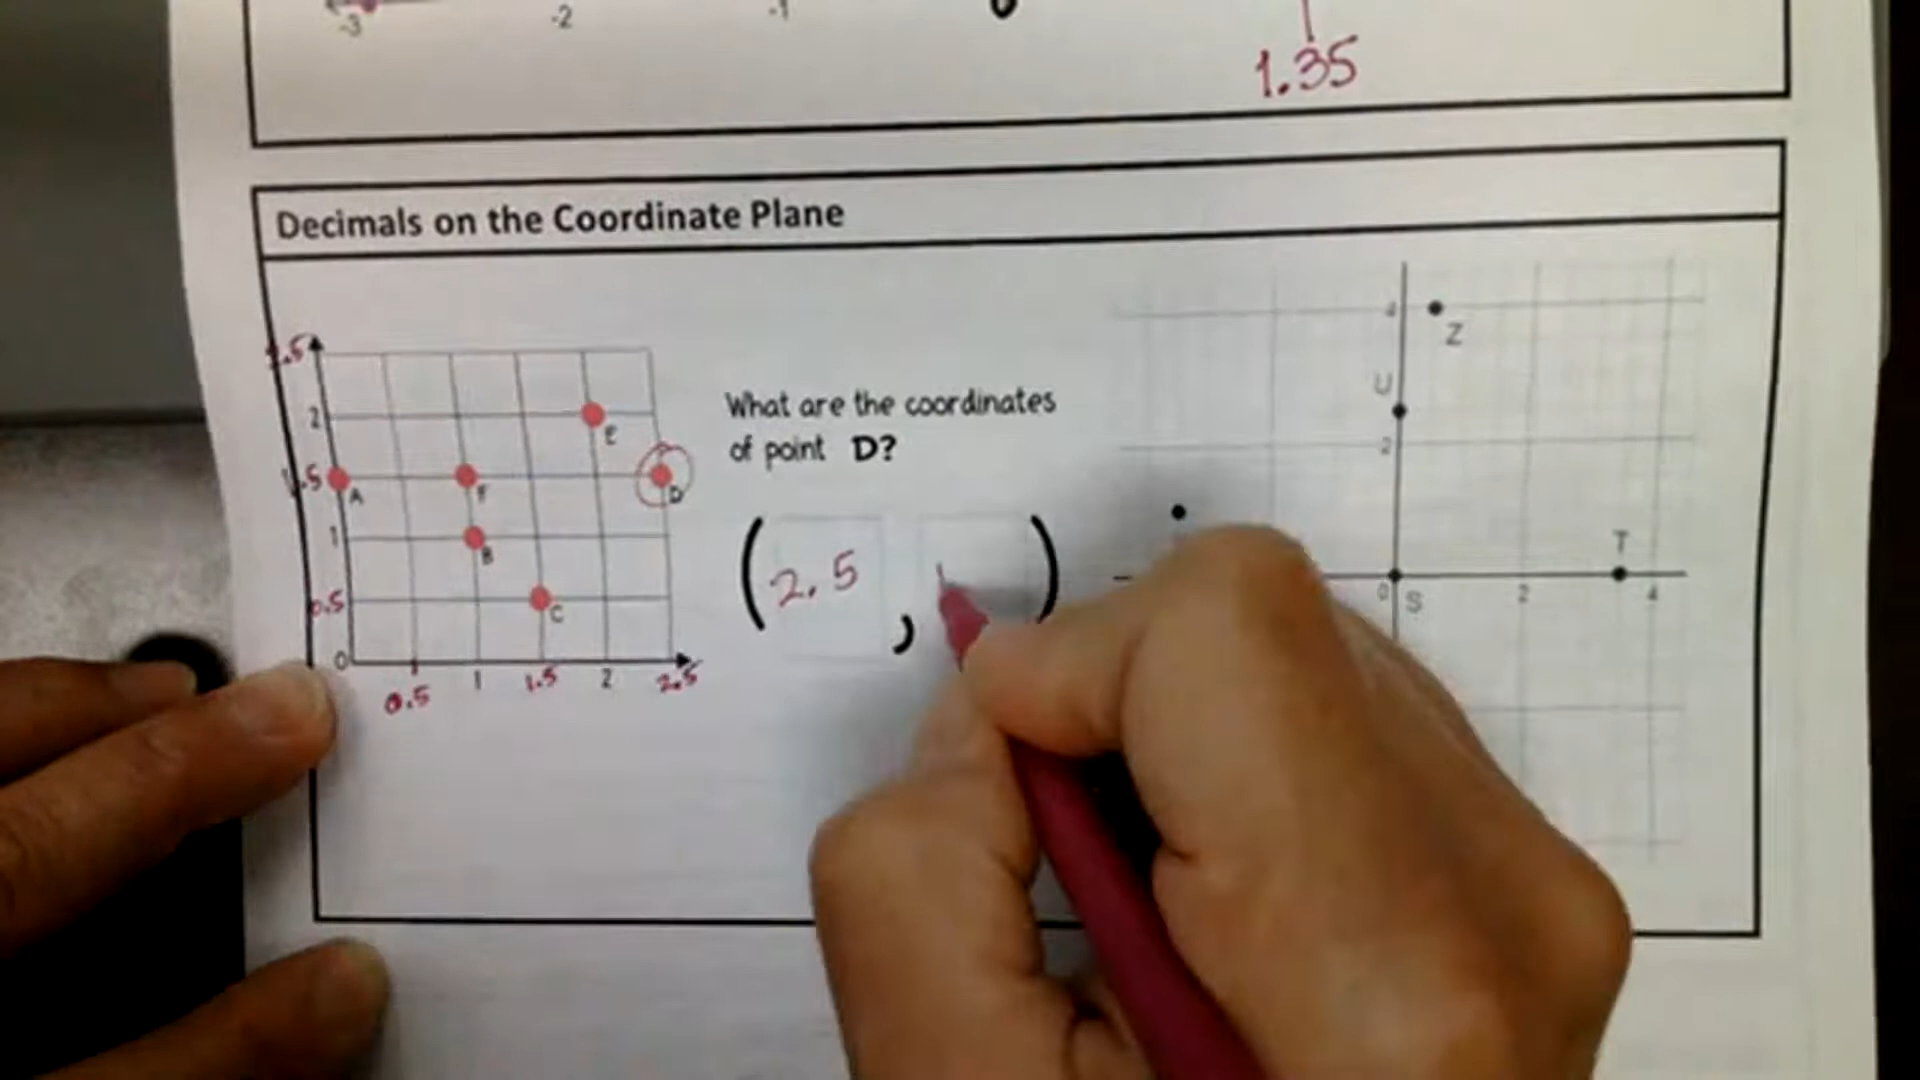 -3 -2 -1 0
1.35
Decimals on the Coordinate Plane
2.5
2
1.5
1
0.5
0
0.5 1 1.5 2 2.5
A F D
E
B
C
What are the coordinates
of point D?
(2.5, )
4
Z
U
2
T
0 S 2 4